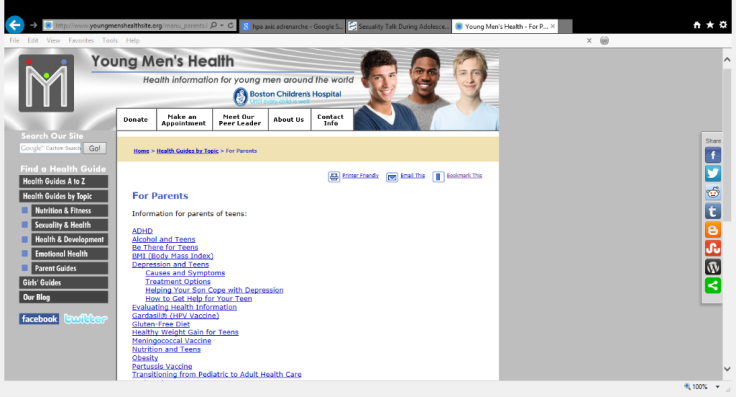 http://www.youngmenshealthsite.org/menu_parents/
hpa axis adrenarche - Google S...
Sexuality Talk During Adolesce...
Young Men's Health - For P...
File Edit View Favorites Tools Help
Young Men's Health
Health information for young men around the world
Boston Children's Hospital
Until every child is well
Donate
Make an Appointment
Meet Our Peer Leader
About Us
Contact Info
Search Our Site
Google™ Custom Search
Go!
Home > Health Guides by Topic > For Parents
Find a Health Guide
Health Guides A to Z
Health Guides by Topic
Nutrition & Fitness
Sexuality & Health
Health & Development
Emotional Health
Parent Guides
Girls' Guides
Our Blog
facebook
twitter
Printer Friendly
Email This
Bookmark This
For Parents
Information for parents of teens:
ADHD
Alcohol and Teens
Be There for Teens
BMI (Body Mass Index)
Depression and Teens
Causes and Symptoms
Treatment Options
Helping Your Son Cope with Depression
How to Get Help for Your Teen
Evaluating Health Information
Gardasil® (HPV Vaccine)
Gluten-Free Diet
Healthy Weight Gain for Teens
Meningococcal Vaccine
Nutrition and Teens
Obesity
Pertussis Vaccine
Transitioning from Pediatric to Adult Health Care
Share
100%